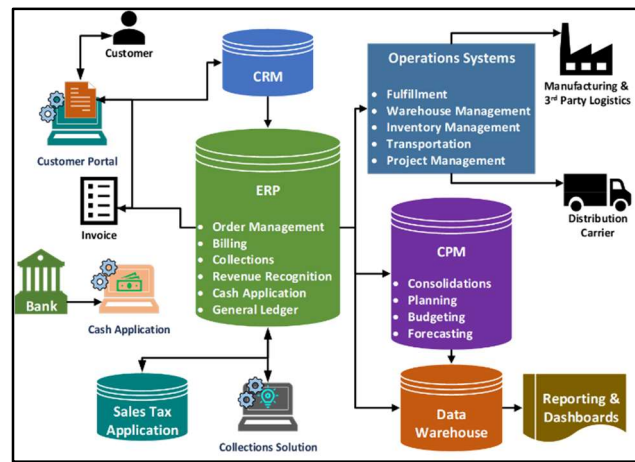 Customer
Customer Portal
CRM
Operations Systems
• Fulfillment
• Warehouse Management
• Inventory Management
• Transportation
• Project Management
Manufacturing &
3rd Party Logistics
Distribution
Carrier
Invoice
ERP
• Order Management
• Billing
• Collections
• Revenue Recognition
• Cash Application
• General Ledger
Bank
Cash Application
CPM
• Consolidations
• Planning
• Budgeting
• Forecasting
Sales Tax
Application
Collections Solution
Data
Warehouse
Reporting &
Dashboards